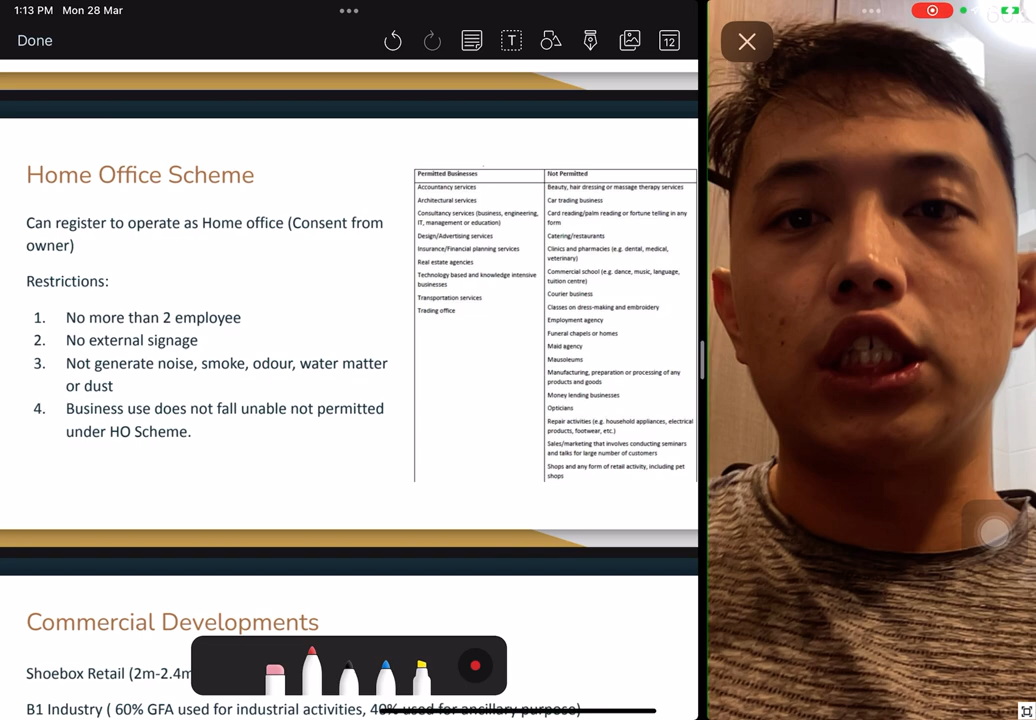 1:13 PM Mon 28 Mar
Done
T
12
Home Office Scheme
Can register to operate as Home office (Consent from
owner)
Restrictions:
1. No more than 2 employee
2. No external signage
3. Not generate noise, smoke, odour, water matter
or dust
4. Business use does not fall unable not permitted
under HO Scheme.
Permitted Businesses
Accountancy services
Architectural services
Consultancy services (business, engineering,
IT, management or education)
Design/Advertising services
Insurance/Financial planning services
Real estate agencies
Technology based and knowledge intensive
businesses
Transportation services
Trading office
Not Permitted
Beauty, hair dressing or massage therapy services
Car trading business
Card reading/palm reading or fortune telling in any
form
Catering/restaurants
Clinics and pharmacies (e.g. dental, medical,
veterinary)
Commercial school (e.g. dance, music, language,
tuition centre)
Courier business
Classes on dress-making and embroidery
Employment agency
Funeral chapels or homes
Maid agency
Mausoleums
Manufacturing, preparation or processing of any
products and goods
Money lending businesses
Opticians
Repair activities (e.g. household appliances, electrical
products, footwear, etc.)
Sales/marketing that involves conducting seminars
and talks for large number of customers
Shops and any form of retail activity, including pet
shops
Commercial Developments
Shoebox Retail (2m-2.4m
B1 Industry ( 60% GFA used for industrial activities, 40% used for ancillary purpose)